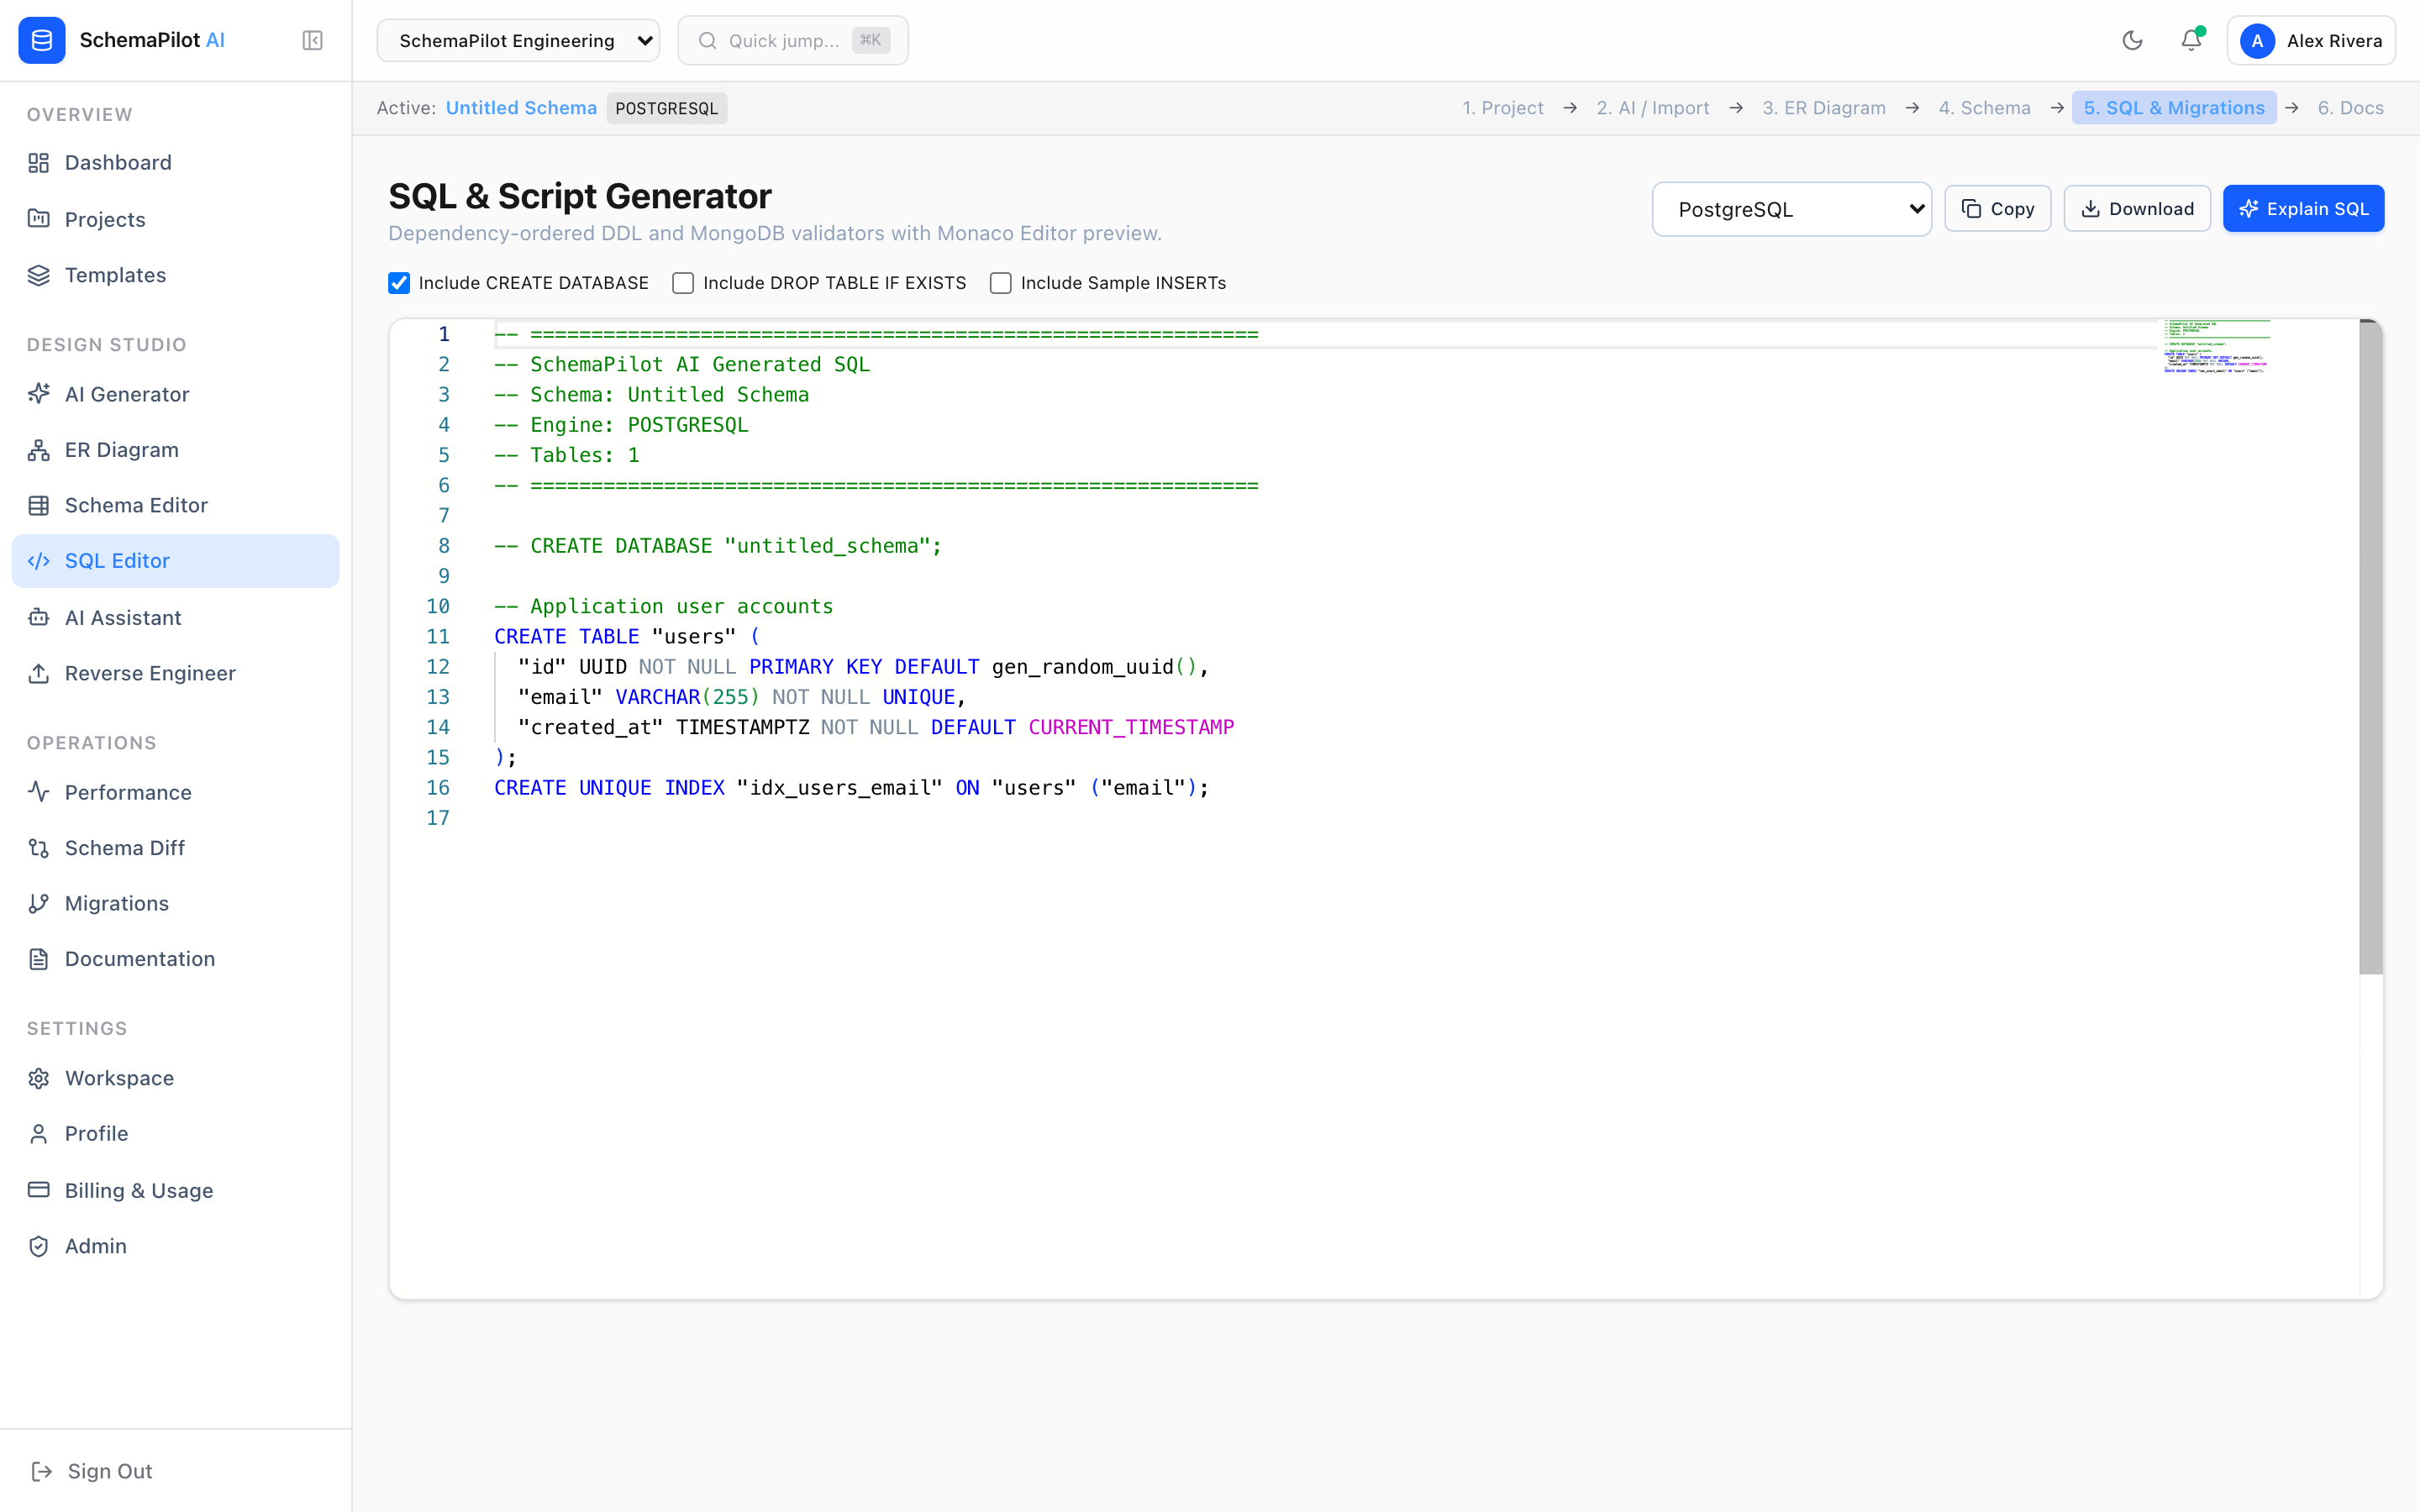 SchemaPilot AI
SchemaPilot Engineering
Quick jump... ⌘K
A Alex Rivera
OVERVIEW
Dashboard
Projects
Templates
DESIGN STUDIO
AI Generator
ER Diagram
Schema Editor
SQL Editor
AI Assistant
Reverse Engineer
OPERATIONS
Performance
Schema Diff
Migrations
Documentation
SETTINGS
Workspace
Profile
Billing & Usage
Admin
Sign Out
Active: Untitled Schema POSTGRESQL
1. Project → 2. AI / Import → 3. ER Diagram → 4. Schema → 5. SQL & Migrations → 6. Docs
SQL & Script Generator
Dependency-ordered DDL and MongoDB validators with Monaco Editor preview.
PostgreSQL
Copy
Download
Explain SQL
Include CREATE DATABASE
Include DROP TABLE IF EXISTS
Include Sample INSERTs
1 -- ============================================================
2 -- SchemaPilot AI Generated SQL
3 -- Schema: Untitled Schema
4 -- Engine: POSTGRESQL
5 -- Tables: 1
6 -- ============================================================
7
8 -- CREATE DATABASE "untitled_schema";
9
10 -- Application user accounts
11 CREATE TABLE "users" (
12   "id" UUID NOT NULL PRIMARY KEY DEFAULT gen_random_uuid(),
13   "email" VARCHAR(255) NOT NULL UNIQUE,
14   "created_at" TIMESTAMPTZ NOT NULL DEFAULT CURRENT_TIMESTAMP
15 );
16 CREATE UNIQUE INDEX "idx_users_email" ON "users" ("email");
17